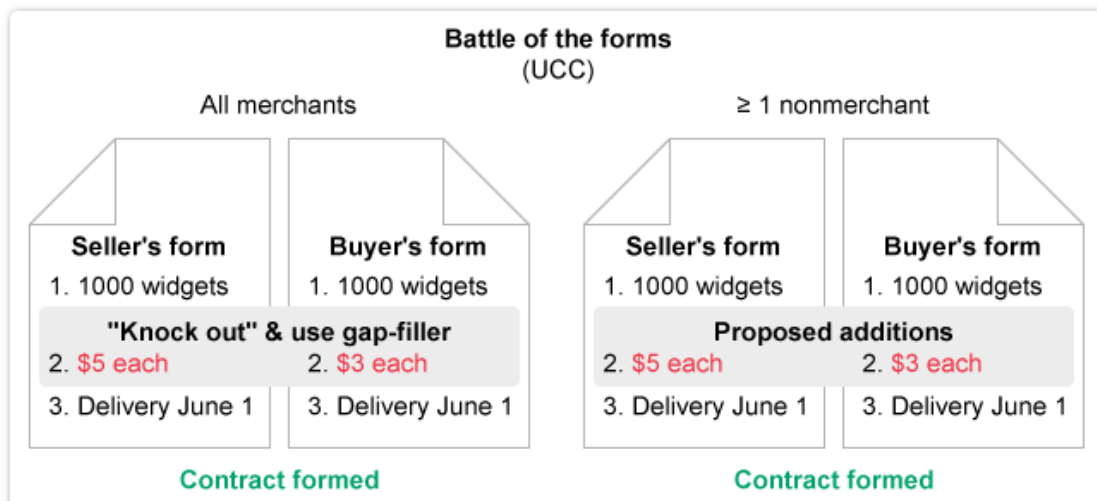 Battle of the forms
(UCC)
All merchants
Seller's form
1. 1000 widgets
Buyer's form
1. 1000 widgets
"Knock out" & use gap-filler
2. $5 each
2. $3 each
3. Delivery June 1
3. Delivery June 1
Contract formed
≥ 1 nonmerchant
Seller's form
1. 1000 widgets
Buyer's form
1. 1000 widgets
Proposed additions
2. $5 each
2. $3 each
3. Delivery June 1
3. Delivery June 1
Contract formed